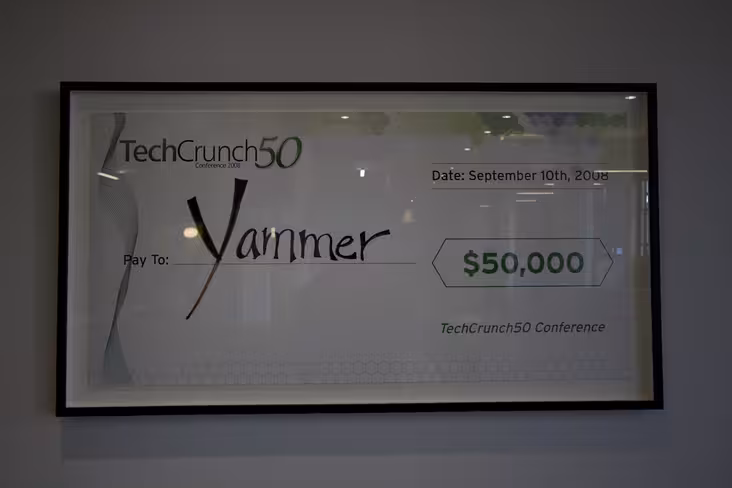 TechCrunch50
Conference 2008
Date: September 10th, 2008
Pay To: Yammer
$50,000
TechCrunch50 Conference